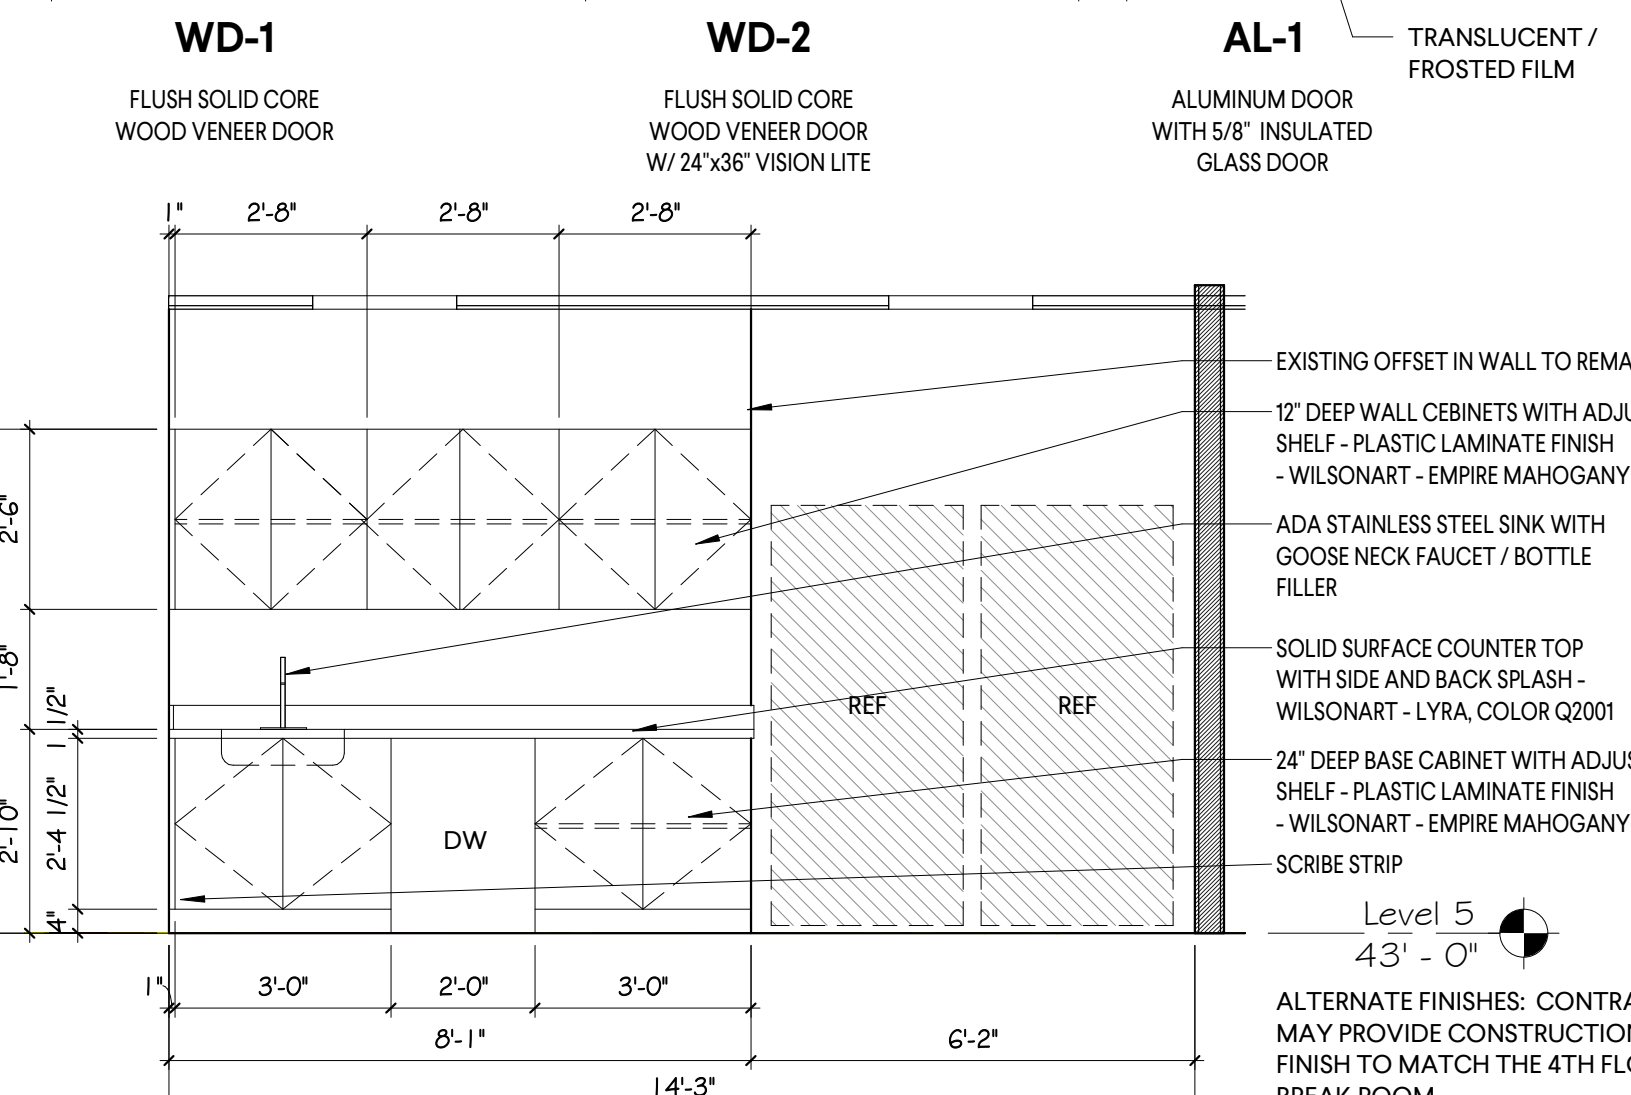 WD-1
FLUSH SOLID CORE
WOOD VENEER DOOR
WD-2
FLUSH SOLID CORE
WOOD VENEER DOOR
W/ 24"x36" VISION LITE
AL-1
ALUMINUM DOOR
WITH 5/8" INSULATED
GLASS DOOR
TRANSLUCENT /
FROSTED FILM
1" 2'-8" 2'-8" 2'-8"
2'-6"
1'-8"
2'-10"
1 1/2"
2'-4 1/2"
4"
REF
REF
DW
EXISTING OFFSET IN WALL TO REMA
12" DEEP WALL CEBINETS WITH ADJU
SHELF - PLASTIC LAMINATE FINISH
- WILSONART - EMPIRE MAHOGANY
ADA STAINLESS STEEL SINK WITH
GOOSE NECK FAUCET / BOTTLE
FILLER
SOLID SURFACE COUNTER TOP
WITH SIDE AND BACK SPLASH -
WILSONART - LYRA, COLOR Q2001
24" DEEP BASE CABINET WITH ADJUS
SHELF - PLASTIC LAMINATE FINISH
- WILSONART - EMPIRE MAHOGANY
SCRIBE STRIP
Level 5
43' - 0"
1" 3'-0" 2'-0" 3'-0"
8'-1" 6'-2"
14'-3"
ALTERNATE FINISHES: CONTRA
MAY PROVIDE CONSTRUCTION
FINISH TO MATCH THE 4TH FLO
BREAK ROOM